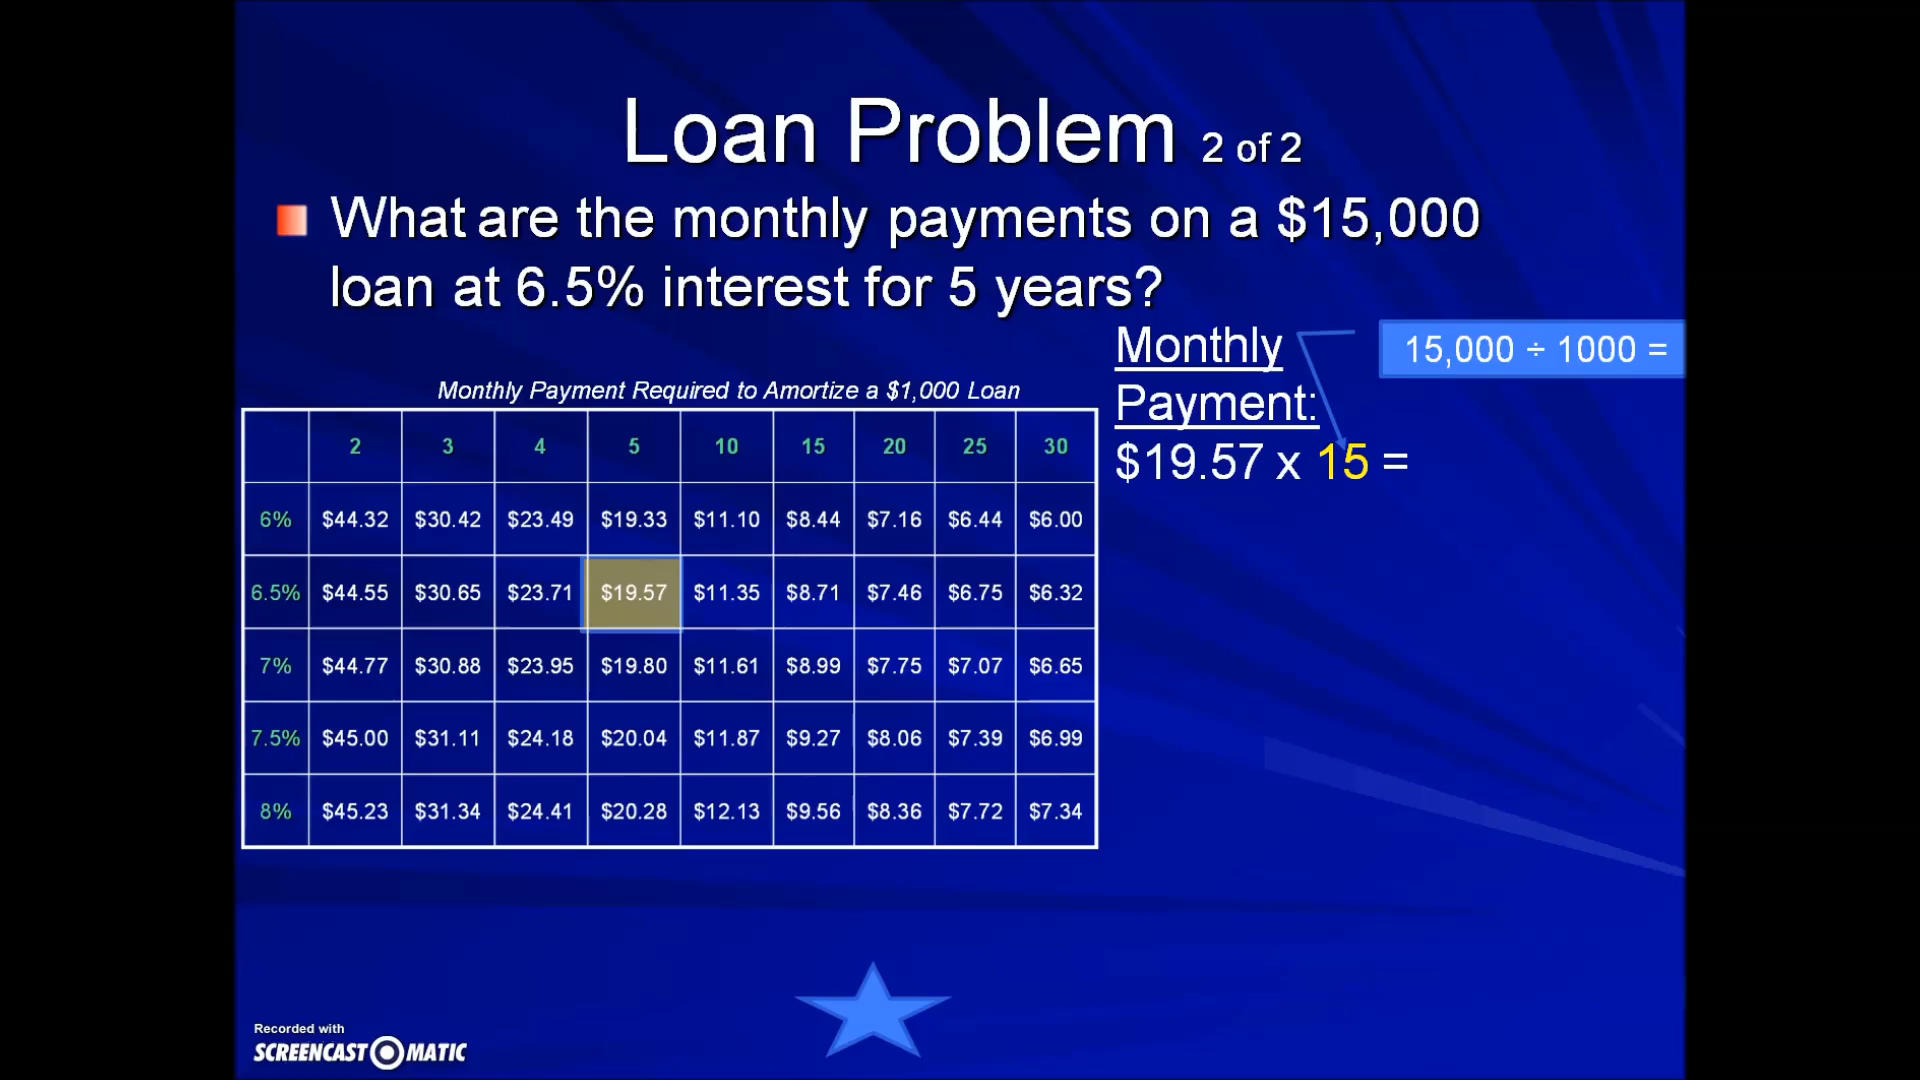 Loan Problem 2 of 2
What are the monthly payments on a $15,000
loan at 6.5% interest for 5 years?
Monthly
Payment:
$19.57 x 15 =
15,000 ÷ 1000 =
Monthly Payment Required to Amortize a $1,000 Loan
2 3 4 5 10 15 20 25 30
6% $44.32 $30.42 $23.49 $19.33 $11.10 $8.44 $7.16 $6.44 $6.00
6.5% $44.55 $30.65 $23.71 $19.57 $11.35 $8.71 $7.46 $6.75 $6.32
7% $44.77 $30.88 $23.95 $19.80 $11.61 $8.99 $7.75 $7.07 $6.65
7.5% $45.00 $31.11 $24.18 $20.04 $11.87 $9.27 $8.06 $7.39 $6.99
8% $45.23 $31.34 $24.41 $20.28 $12.13 $9.56 $8.36 $7.72 $7.34
Recorded with
SCREENCAST O MATIC